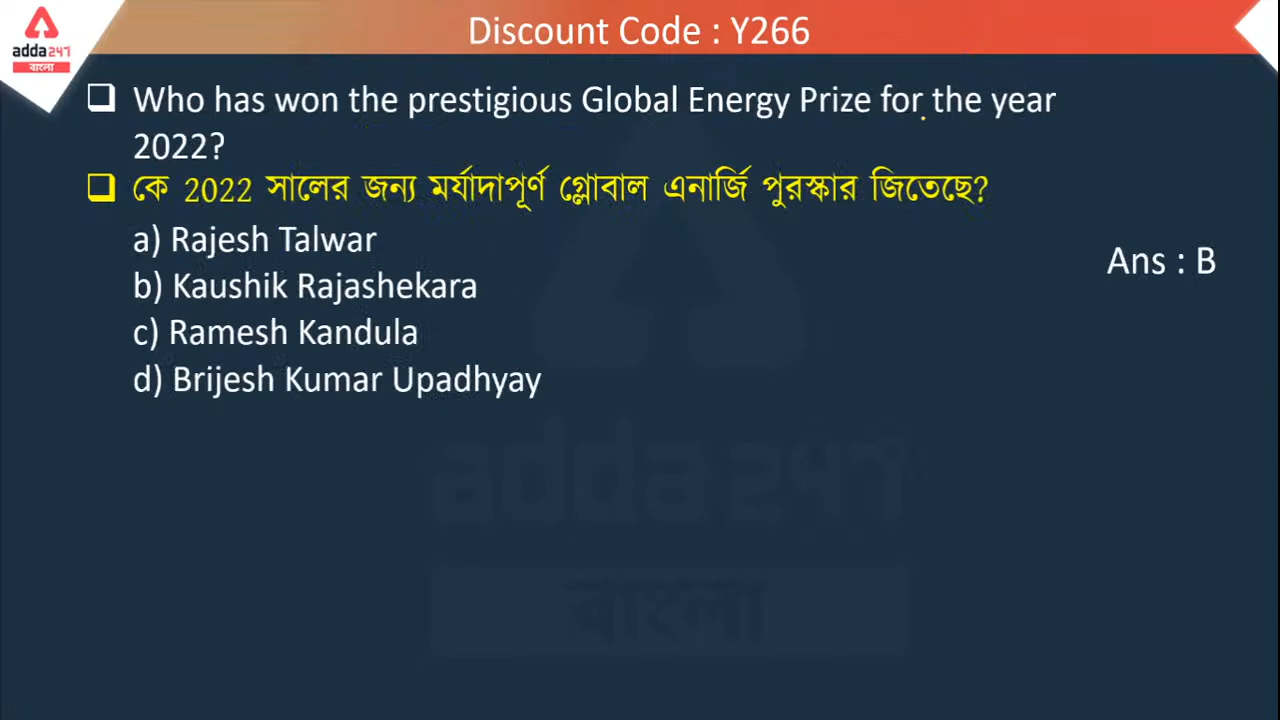 Discount Code : Y266
adda247
বাংলা
Who has won the prestigious Global Energy Prize for the year
2022?
কে 2022 সালের জন্য মর্যাদাপূর্ণ গ্লোবাল এনার্জি পুরস্কার জিতেছে?
a) Rajesh Talwar
b) Kaushik Rajashekara
c) Ramesh Kandula
d) Brijesh Kumar Upadhyay
Ans : B
adda247
বাংলা